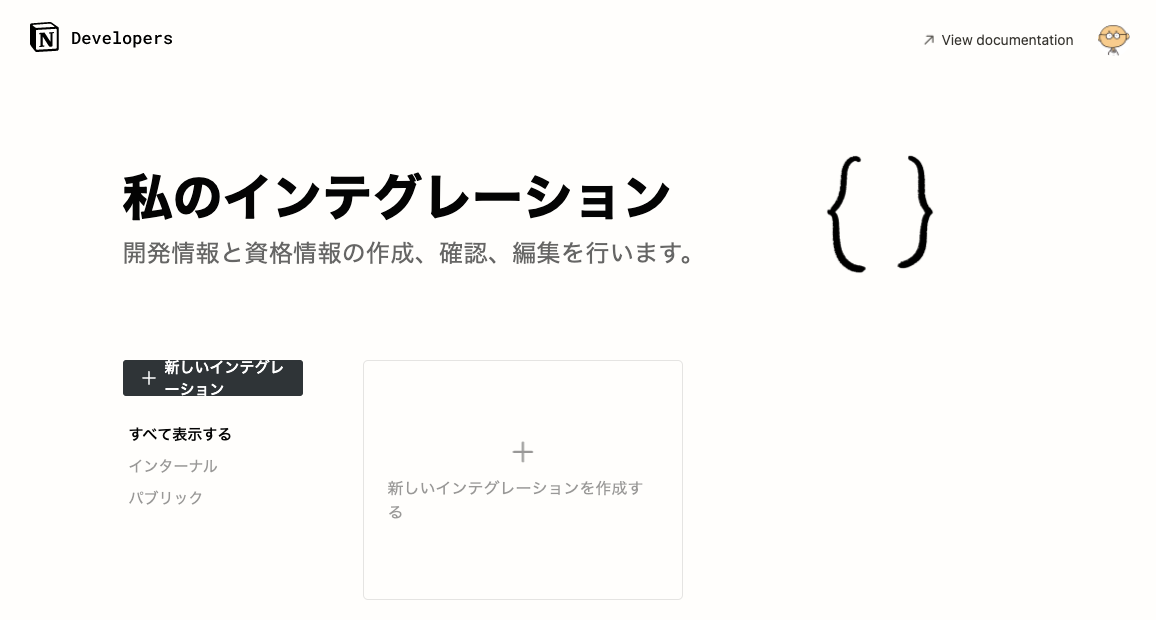 Developers
View documentation
私のインテグレーション
開発情報と資格情報の作成、確認、編集を行います。
新しいインテグレ
ーション
すべて表示する
インターナル
パブリック
新しいインテグレーションを作成す
る